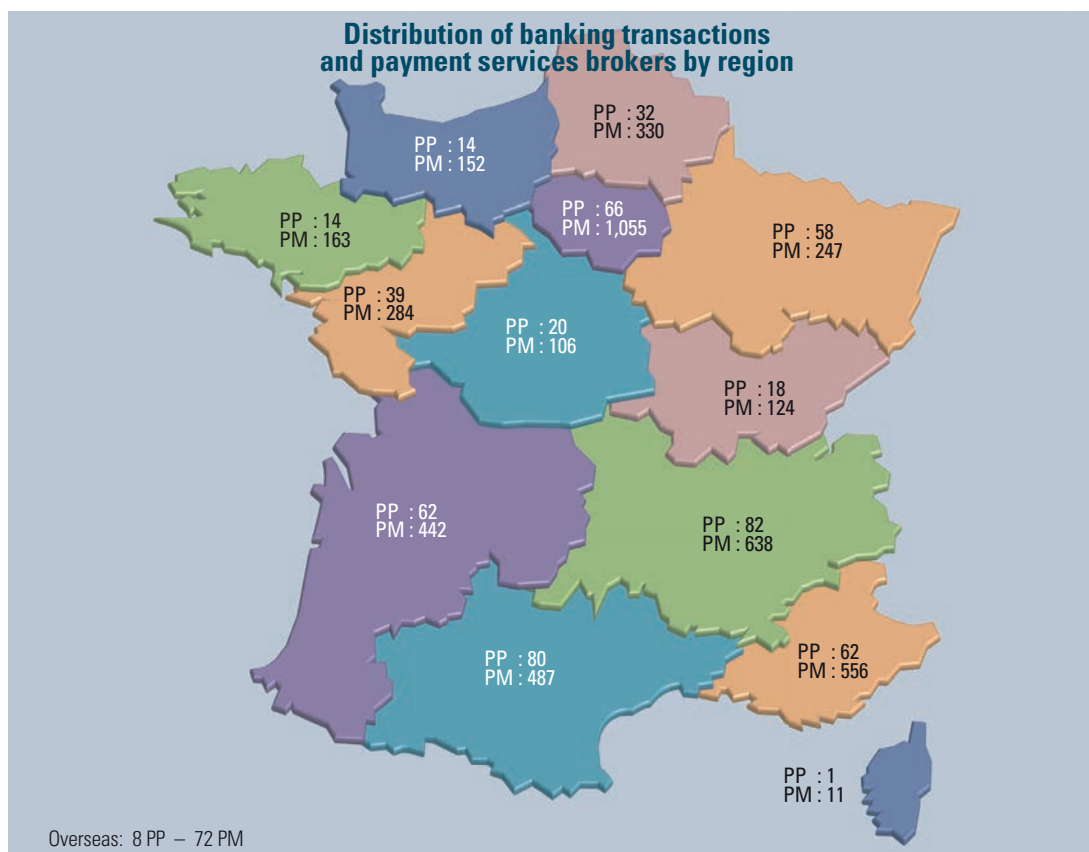 Distribution of banking transactions
and payment services brokers by region
PP : 32
PM : 330
PP : 14
PM : 152
PP : 66
PM : 1,055
PP : 14
PM : 163
PP : 58
PM : 247
PP : 39
PM : 284
PP : 20
PM : 106
PP : 18
PM : 124
PP : 62
PM : 442
PP : 82
PM : 638
PP : 80
PM : 487
PP : 62
PM : 556
PP : 1
PM : 11
Overseas: 8 PP – 72 PM